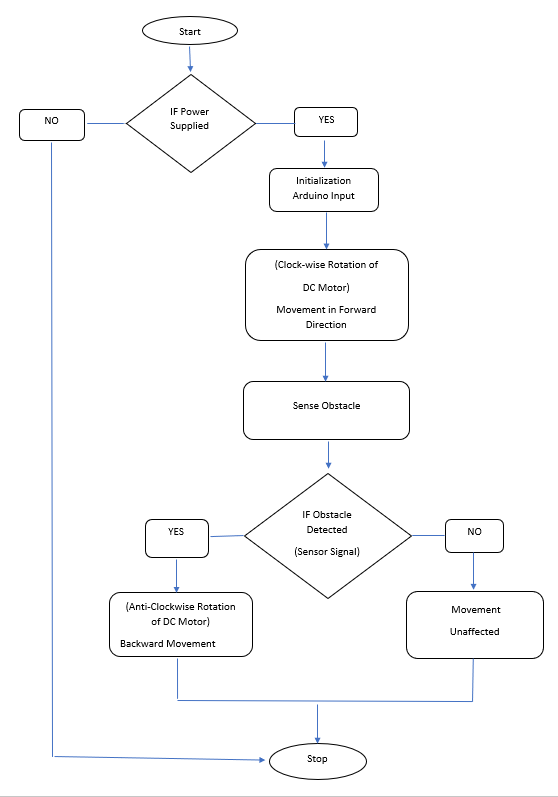 Start
IF Power
Supplied
NO
YES
Initialization
Arduino Input
(Clock-wise Rotation of
DC Motor)
Movement in Forward
Direction
Sense Obstacle
IF Obstacle
Detected
(Sensor Signal)
YES
NO
(Anti-Clockwise Rotation
of DC Motor)
Backward Movement
Movement
Unaffected
Stop